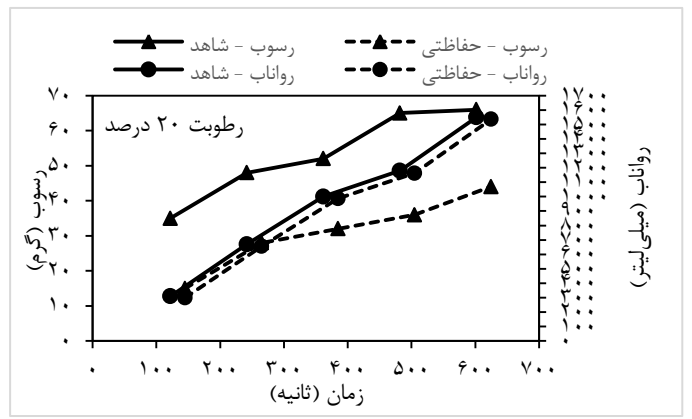 رسوب - شاهد رسوب - حفاظتی
رواناب - شاهد رواناب - حفاظتی
رطوبت ۲۰ درصد
رسوب (گرم)
۷۰
۶۰
۵۰
۴۰
۳۰
۲۰
۱۰
۰
رواناب (میلی‌لیتر)
۰ ۱۰۰ ۲۰۰ ۳۰۰ ۴۰۰ ۵۰۰ ۶۰۰ ۷۰۰
زمان (ثانیه)